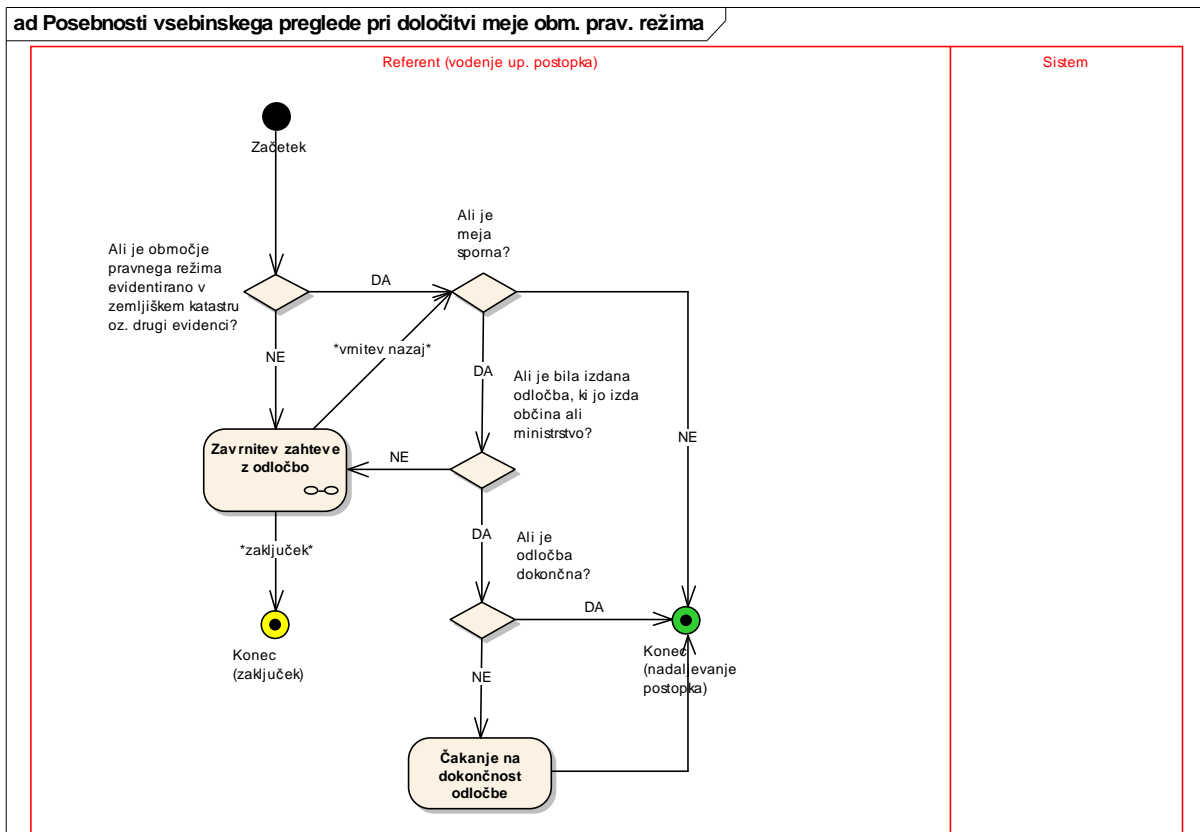 ad Posebnosti vsebinskega preglede pri določitvi meje obm. prav. režima
Referent (vodenje up. postopka)
Sistem
Začetek
Ali je
meja
sporna?
Ali je območje
pravnega režima
evidentirano v
zemljiškem katastru
oz. drugi evidenci?
DA
NE
*vrnitev nazaj*
DA
Ali je bila izdana
odločba, ki jo izda
občina ali
ministrstvo?
NE
Zavrnitev zahteve
z odločbo
NE
DA
Ali je
odločba
dokončna?
*zaključek*
DA
Konec
(zaključek)
Konec
(nadaljevanje
postopka)
NE
Čakanje na
dokončnost
odločbe